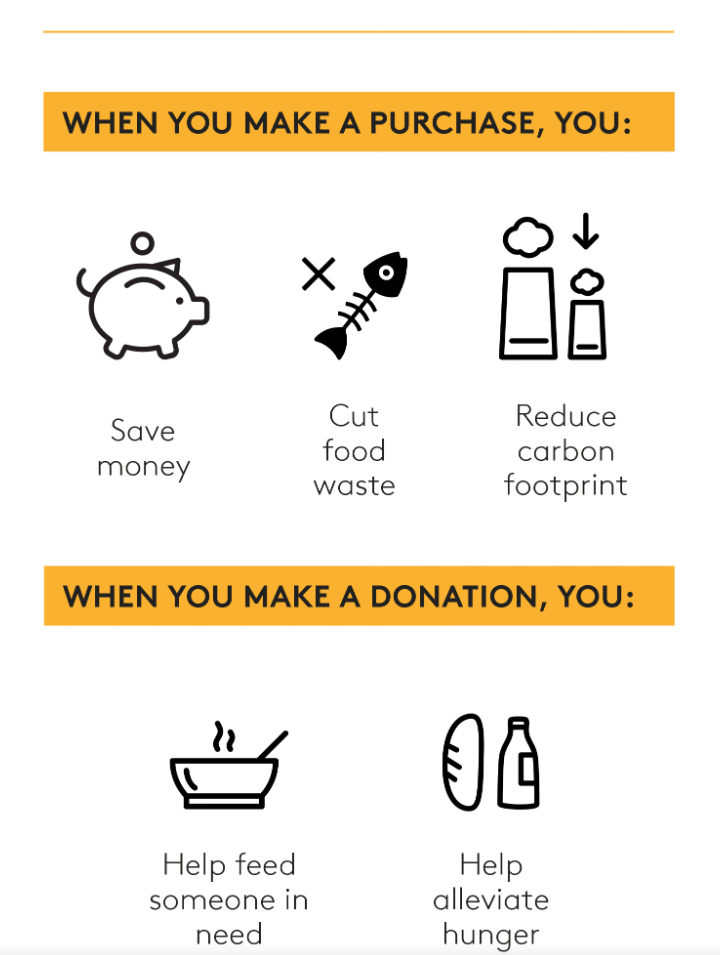 WHEN YOU MAKE A PURCHASE, YOU:
Save
money
Cut
food
waste
Reduce
carbon
footprint
WHEN YOU MAKE A DONATION, YOU:
Help feed
someone in
need
Help
alleviate
hunger